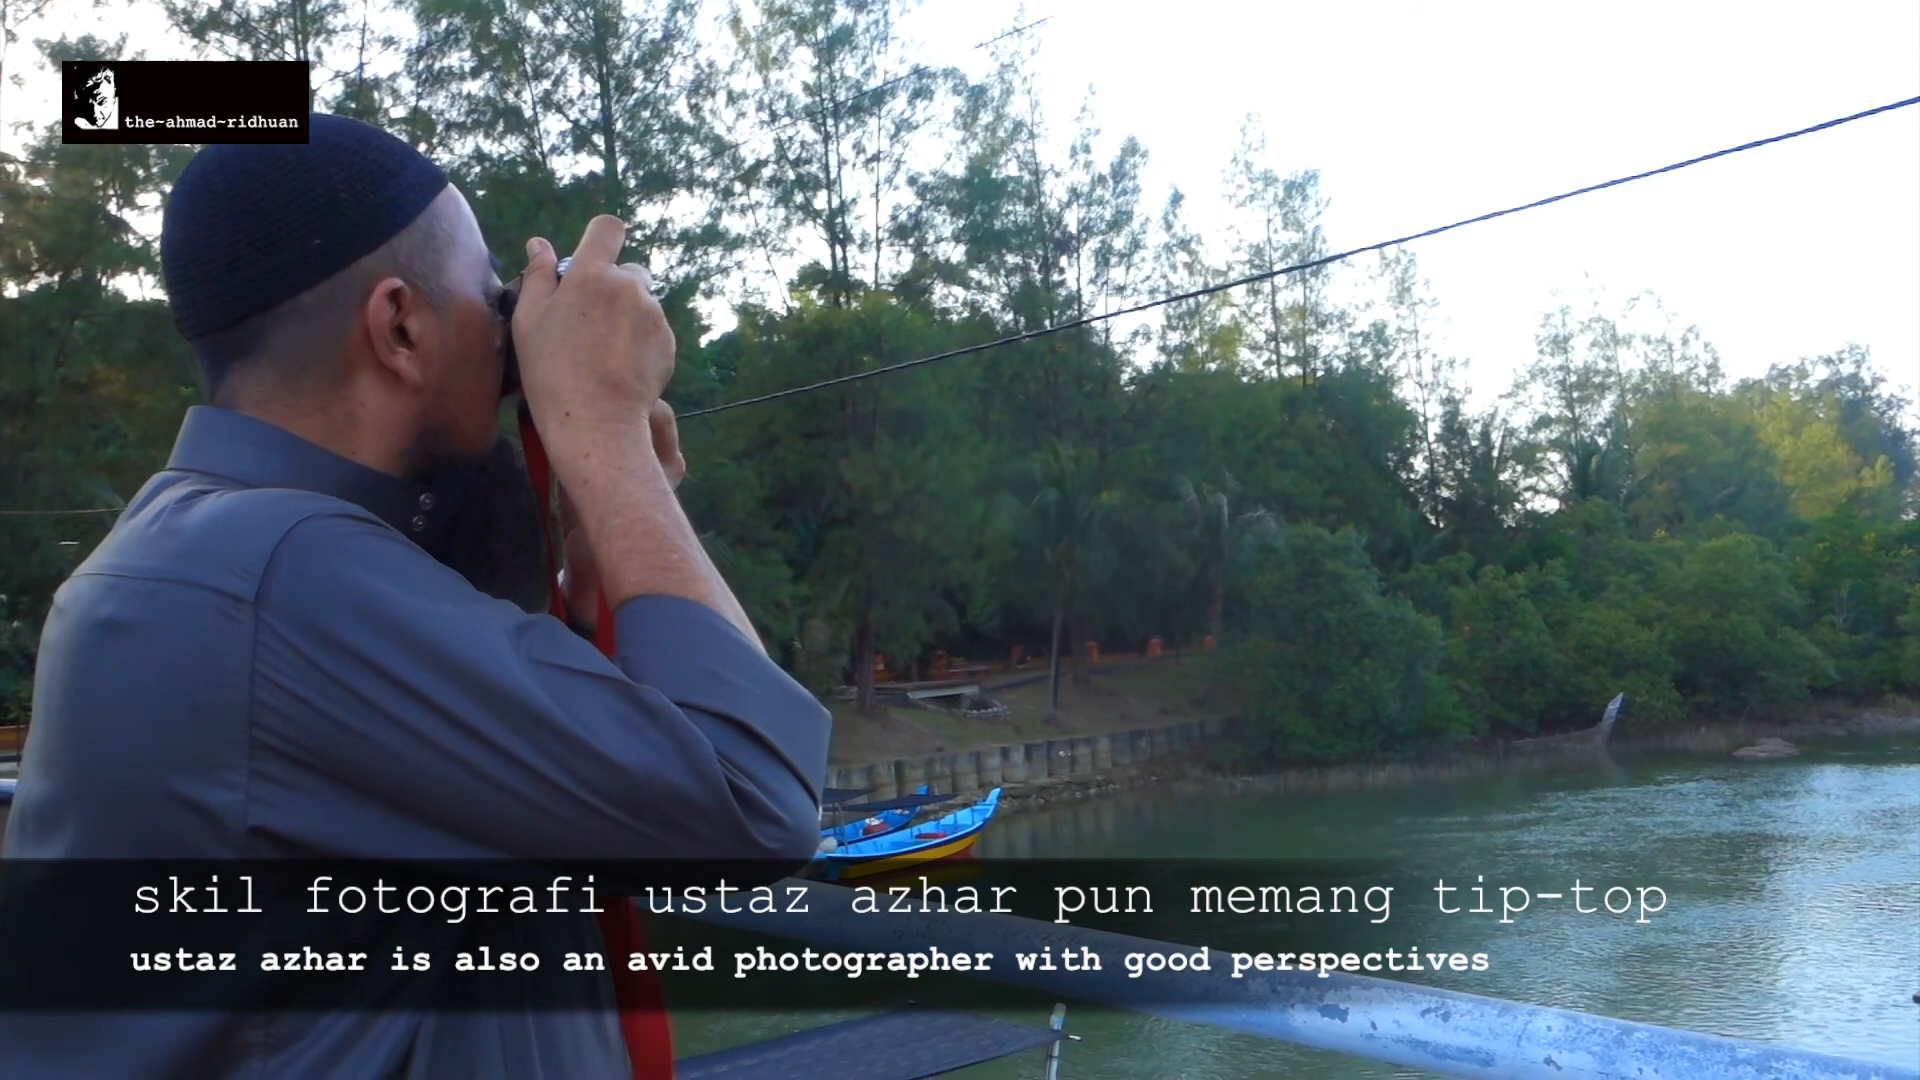 the~ahmad~ridhuan
skil fotografi ustaz azhar pun memang tip-top
ustaz azhar is also an avid photographer with good perspectives